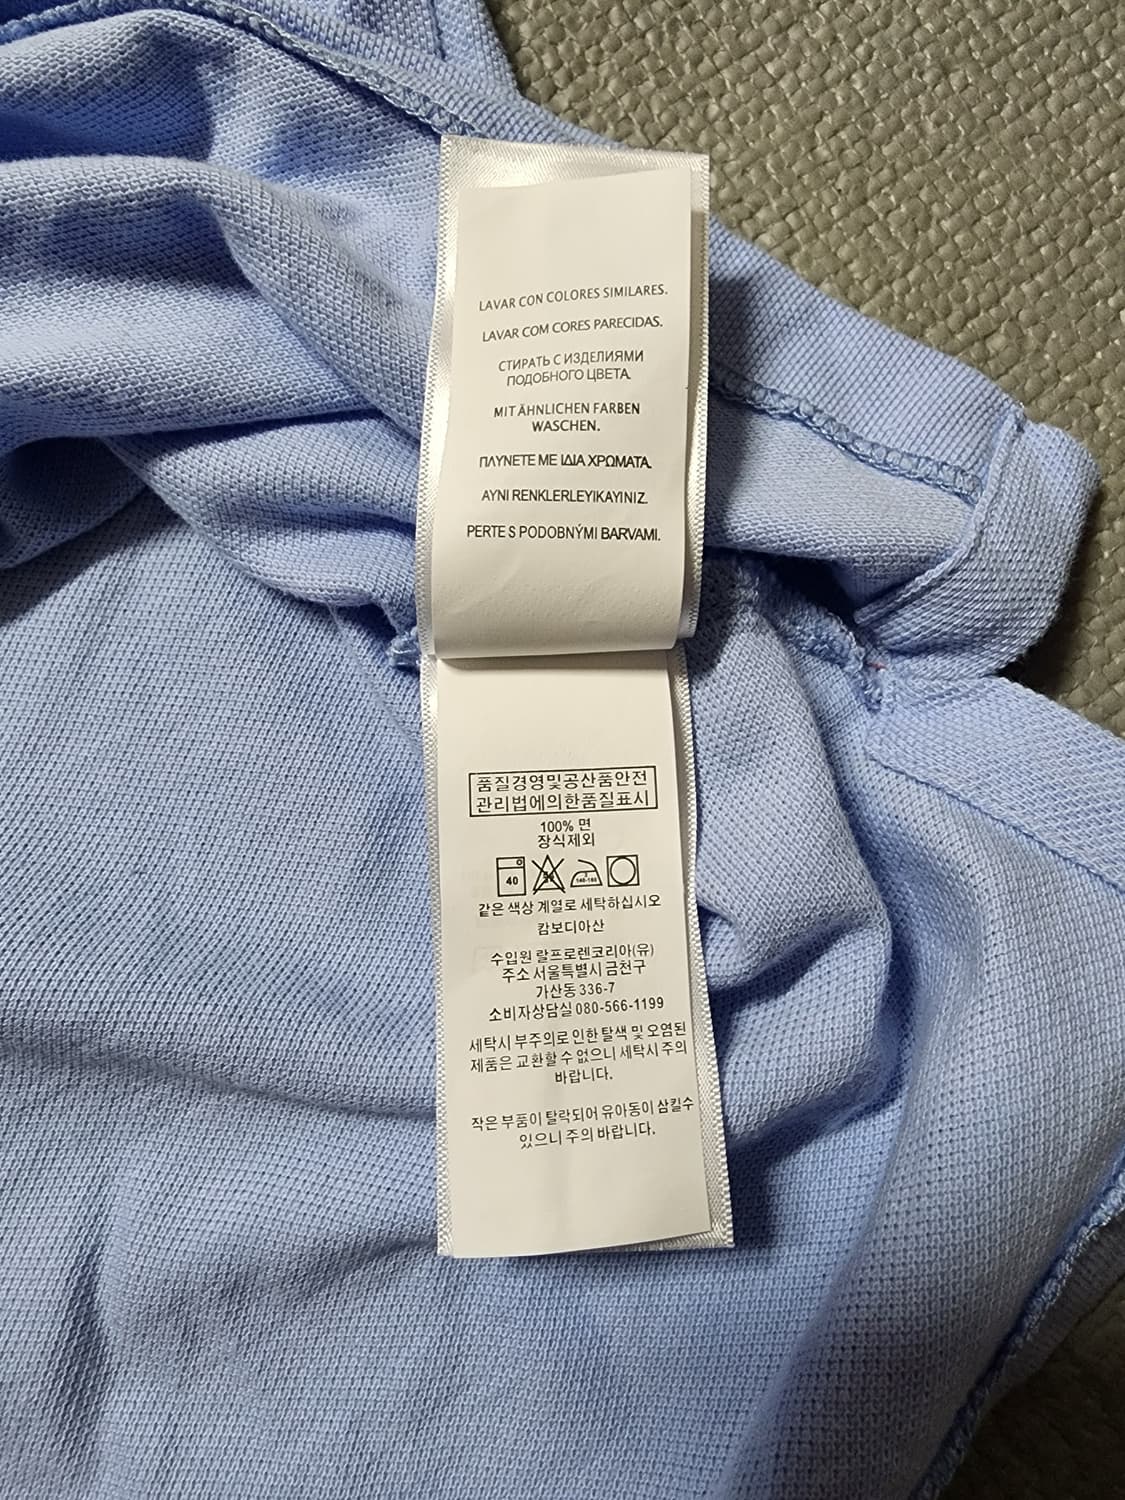 LAVAR CON COLORES SIMILARES.
LAVAR COM CORES PARECIDAS.
СТИРАТЬ С ИЗДЕЛИЯМИ
ПОДОБНОГО ЦВЕТА.
MIT ÄHNLICHEN FARBEN
WASCHEN.
ΠΛΥΝΕΤΕ ΜΕ ΙΔΙΑ ΧΡΩΜΑΤΑ.
AYNI RENKLERLEYIKAYINIZ.
PERTE S PODOBNÝMI BARVAMI.
품질경영및공산품안전
관리법에의한품질표시
100% 면
장식제외
40
같은 색상 계열로 세탁하십시오
캄보디아산
수입원 랄프로렌코리아(유)
주소 서울특별시 금천구
가산동 336-7
소비자상담실 080-566-1199
세탁시 부주의로 인한 탈색 및 오염된
제품은 교환할 수 없으니 세탁시 주의
바랍니다.
작은 부품이 탈락되어 유아동이 삼킬수
있으니 주의 바랍니다.